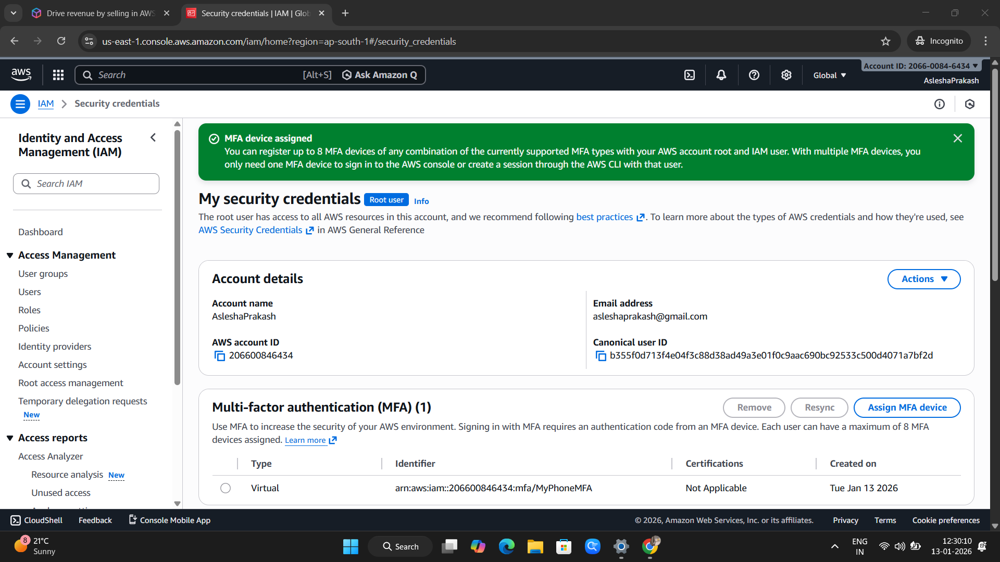 Drive revenue by selling in AWS
Security credentials | IAM | Glob
us-east-1.console.aws.amazon.com/iam/home?region=ap-south-1#/security_credentials
Incognito
aws
Search
[Alt+S]
Ask Amazon Q
Global
Account ID: 2066-0084-6434
AsleshaPrakash
IAM
Security credentials
Identity and Access
Management (IAM)
Search IAM
Dashboard
Access Management
User groups
Users
Roles
Policies
Identity providers
Account settings
Root access management
Temporary delegation requests
New
Access reports
Access Analyzer
Resource analysis New
Unused access
MFA device assigned
You can register up to 8 MFA devices of any combination of the currently supported MFA types with your AWS account root and IAM user. With multiple MFA devices, you
only need one MFA device to sign in to the AWS console or create a session through the AWS CLI with that user.
My security credentials Root user Info
The root user has access to all AWS resources in this account, and we recommend following best practices. To learn more about the types of AWS credentials and how they're used, see
AWS Security Credentials in AWS General Reference
Account details
Actions
Account name
AsleshaPrakash
Email address
asleshaprakash@gmail.com
AWS account ID
206600846434
Canonical user ID
b355f0d713f4e04f3c88d38ad49a3e01f0c9aac690bc92533c500d4071a7bf2d
Multi-factor authentication (MFA) (1)
Remove
Resync
Assign MFA device
Use MFA to increase the security of your AWS environment. Signing in with MFA requires an authentication code from an MFA device. Each user can have a maximum of 8 MFA
devices assigned. Learn more
Type Identifier Certifications Created on
Virtual arn:aws:iam::206600846434:mfa/MyPhoneMFA Not Applicable Tue Jan 13 2026
CloudShell
Feedback
Console Mobile App
© 2026, Amazon Web Services, Inc. or its affiliates.
Privacy
Terms
Cookie preferences
8
21°C
Sunny
Search
ENG
IN
12:30:10
13-01-2026